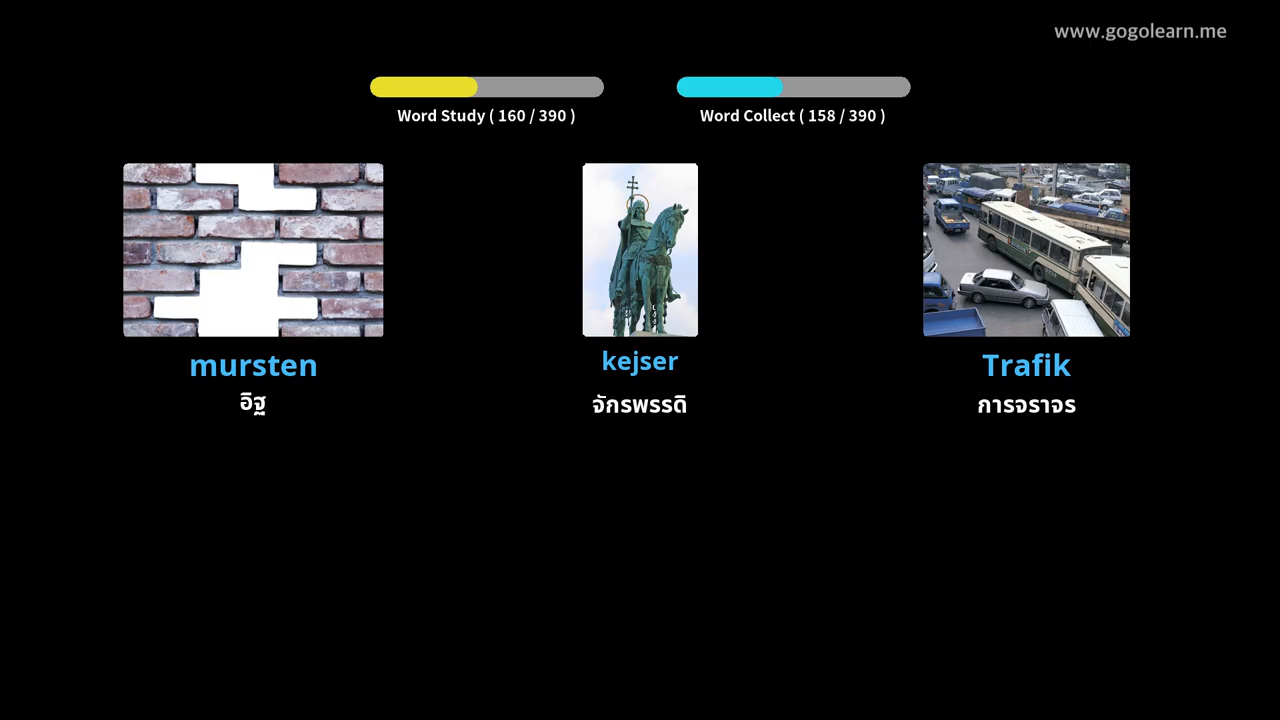 www.gogolearn.me
Word Study ( 160 / 390 )
Word Collect ( 158 / 390 )
mursten
kejser
Trafik
อิฐ
จักรพรรดิ
การจราจร